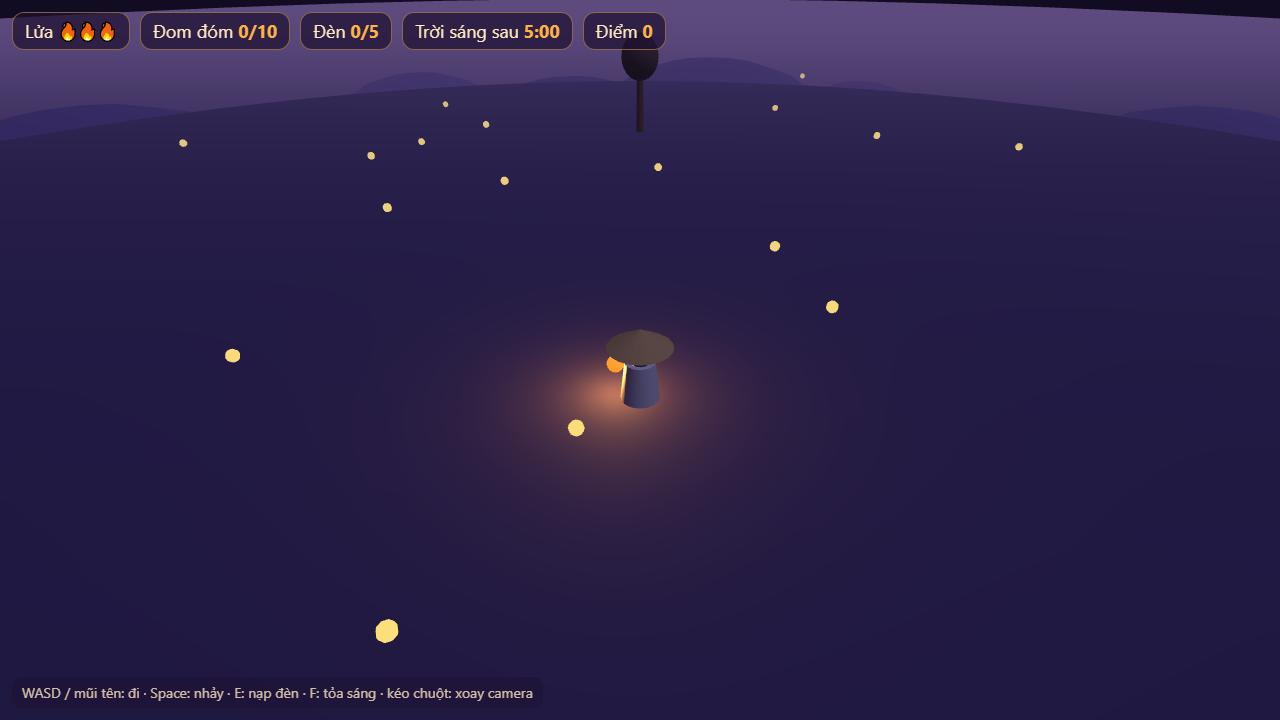 Lửa 🔥🔥🔥 Đom đóm 0/10 Đèn 0/5 Trời sáng sau 5:00 Điểm 0
WASD / mũi tên: đi · Space: nhảy · E: nạp đèn · F: tỏa sáng · kéo chuột: xoay camera